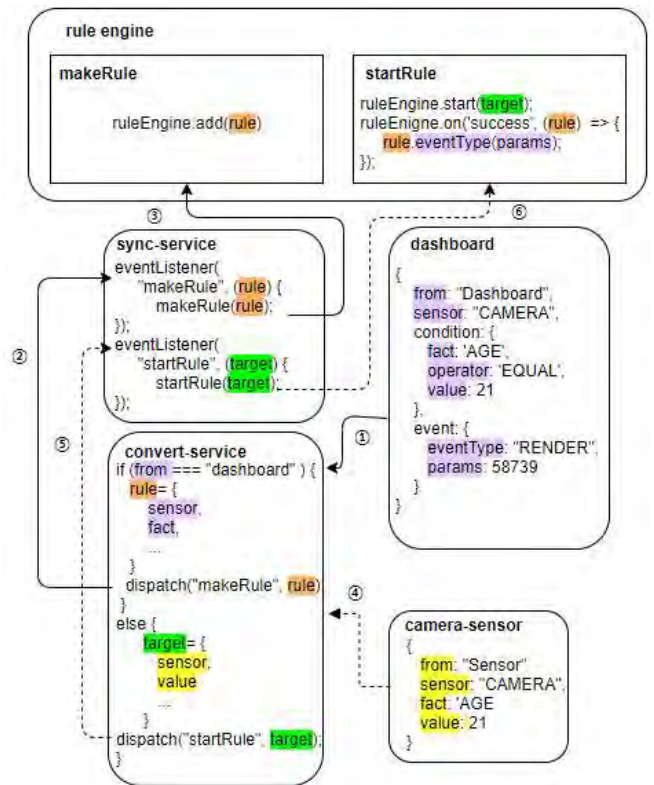 rule engine
makeRule
ruleEngne.add(rule)
startRule
ruleEngine.start(target);
ruleEnigne.on('success", (rule) => {
rule.eventType(params);
});
③
⑥
sync-service
eventListener(
"makeRule", (rule) {
makeRule(rule);
});
eventListener(
"startRule", (target) {
startRule(target);
});
②
⑤
dashboard
{
from: "Dashboard",
sensor: "CAMERA",
condition: {
fact: 'AGE',
operator: 'EQUAL',
value: 21
},
event: {
eventType: "RENDER",
params: 58739
}
}
①
convert-service
if (from === "dashboard" ) {
rule= {
sensor,
fact,
...
}
dispatch("makeRule", rule)
}
else {
target= {
sensor,
value
...
}
dispatch("startRule", target);
}
④
camera-sensor
{
from: "Sensor"
sensor: "CAMERA",
fact: 'AGE
value: 21
}